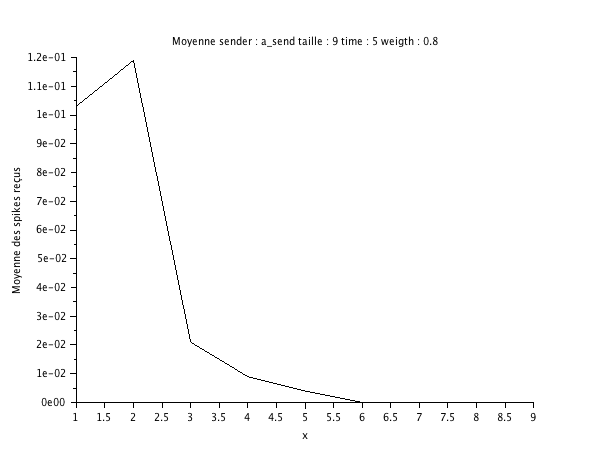 Moyenne sender : a_send taille : 9 time : 5 weigth : 0.8
1.2e-01
1.1e-01
1e-01
9e-02
8e-02
7e-02
6e-02
5e-02
4e-02
3e-02
2e-02
1e-02
0e00
Moyenne des spikes reçus
1 1.5 2 2.5 3 3.5 4 4.5 5 5.5 6 6.5 7 7.5 8 8.5 9
x